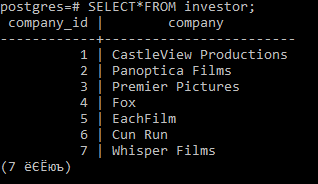 postgres=# SELECT*FROM investor;
company_id | company
------------+------------------------
1 | CastleView Productions
2 | Panoptica Films
3 | Premier Pictures
4 | Fox
5 | EachFilm
6 | Cun Run
7 | Whisper Films
(7 ёЄЁюъ)